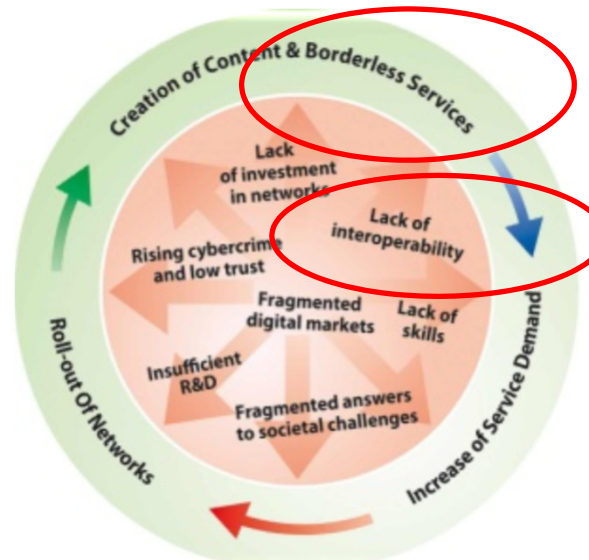 Creation of Content & Borderless Services
Lack
of investment
in networks
Lack of
interoperability
Rising cybercrime
and low trust
Fragmented
digital markets
Lack of
skills
Insufficient
R&D
Fragmented answers
to societal challenges
Roll-out Of Networks
Increase of Service Demand